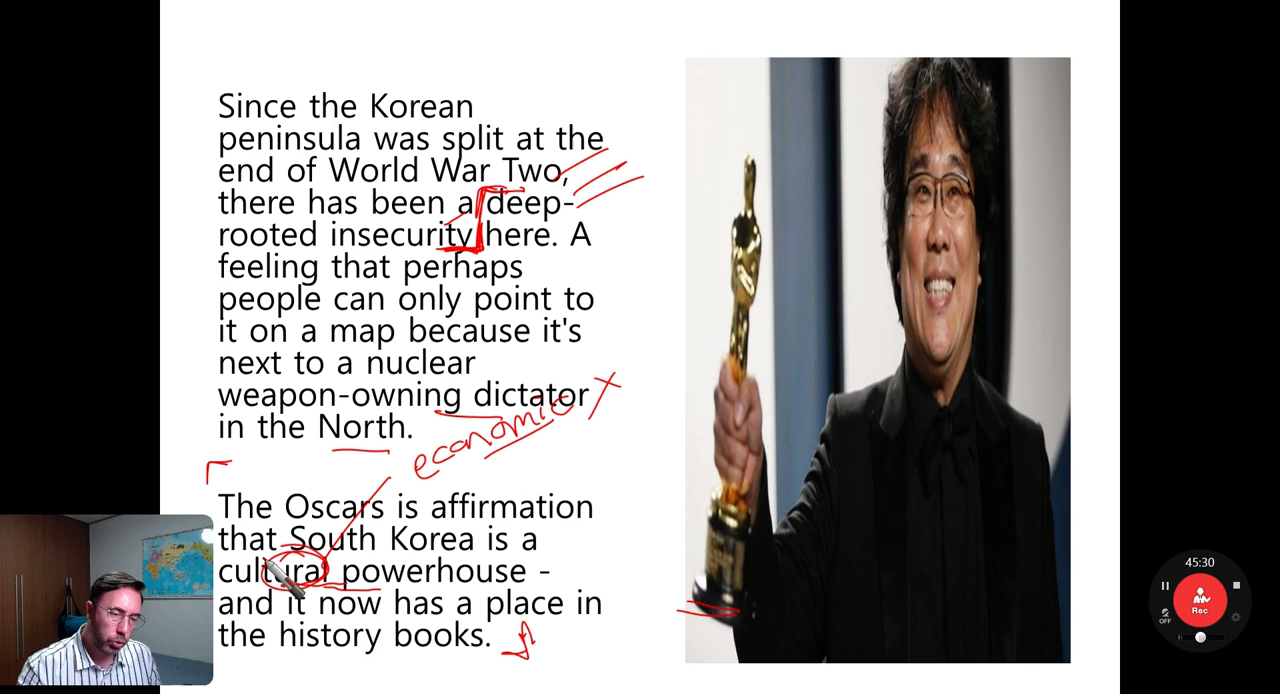 Since the Korean
peninsula was split at the
end of World War Two,
there has been a deep-
rooted insecurity here. A
feeling that perhaps
people can only point to
it on a map because it's
next to a nuclear
weapon-owning dictator
in the North.
economic X
The Oscars is affirmation
that South Korea is a
cultural powerhouse -
and it now has a place in
the history books.
45:30
Rec
OFF